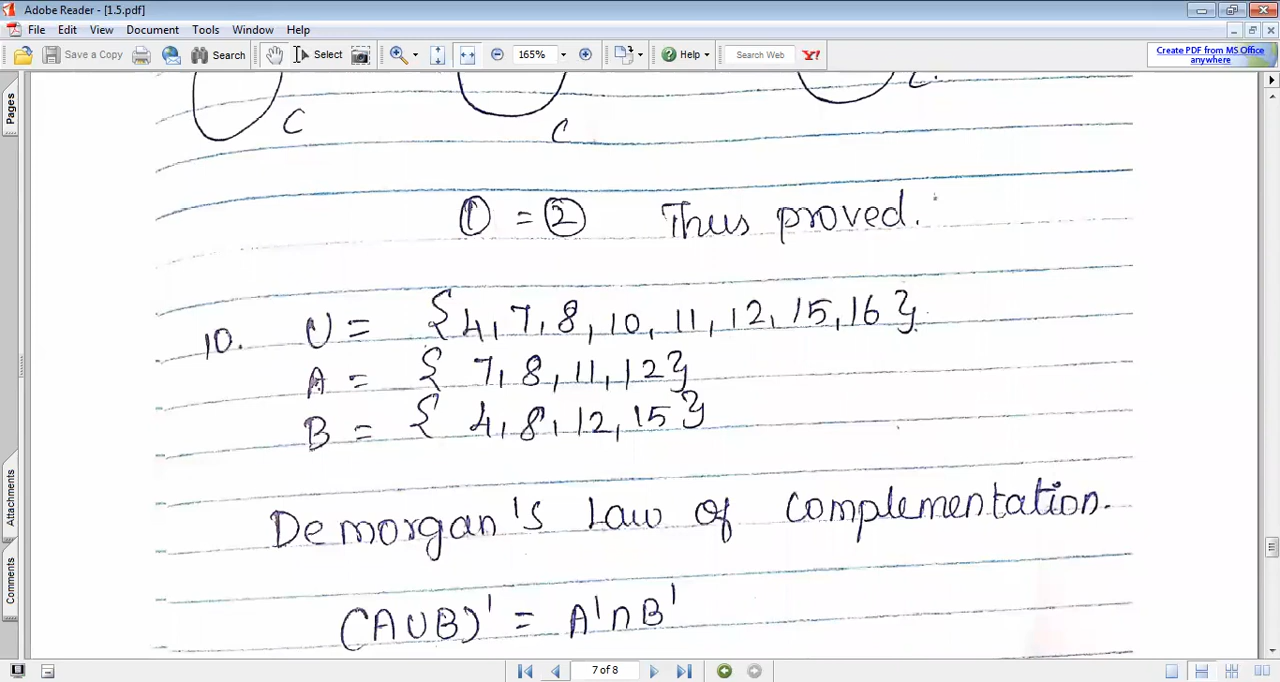 Adobe Reader - [1.5.pdf]
File Edit View Document Tools Window Help
Save a Copy Search Select 165% Help Search Web Y! Create PDF from MS Office anywhere
Pages
Attachments
Comments
C C C.
① = ② Thus proved.
10. U = {4, 7, 8, 10, 11, 12, 15, 16}
A = { 7, 8, 11, 12}
B = { 4, 8, 12, 15}
Demorgan's Law of complementation.
(A∪B)' = A'∩B'
7 of 8